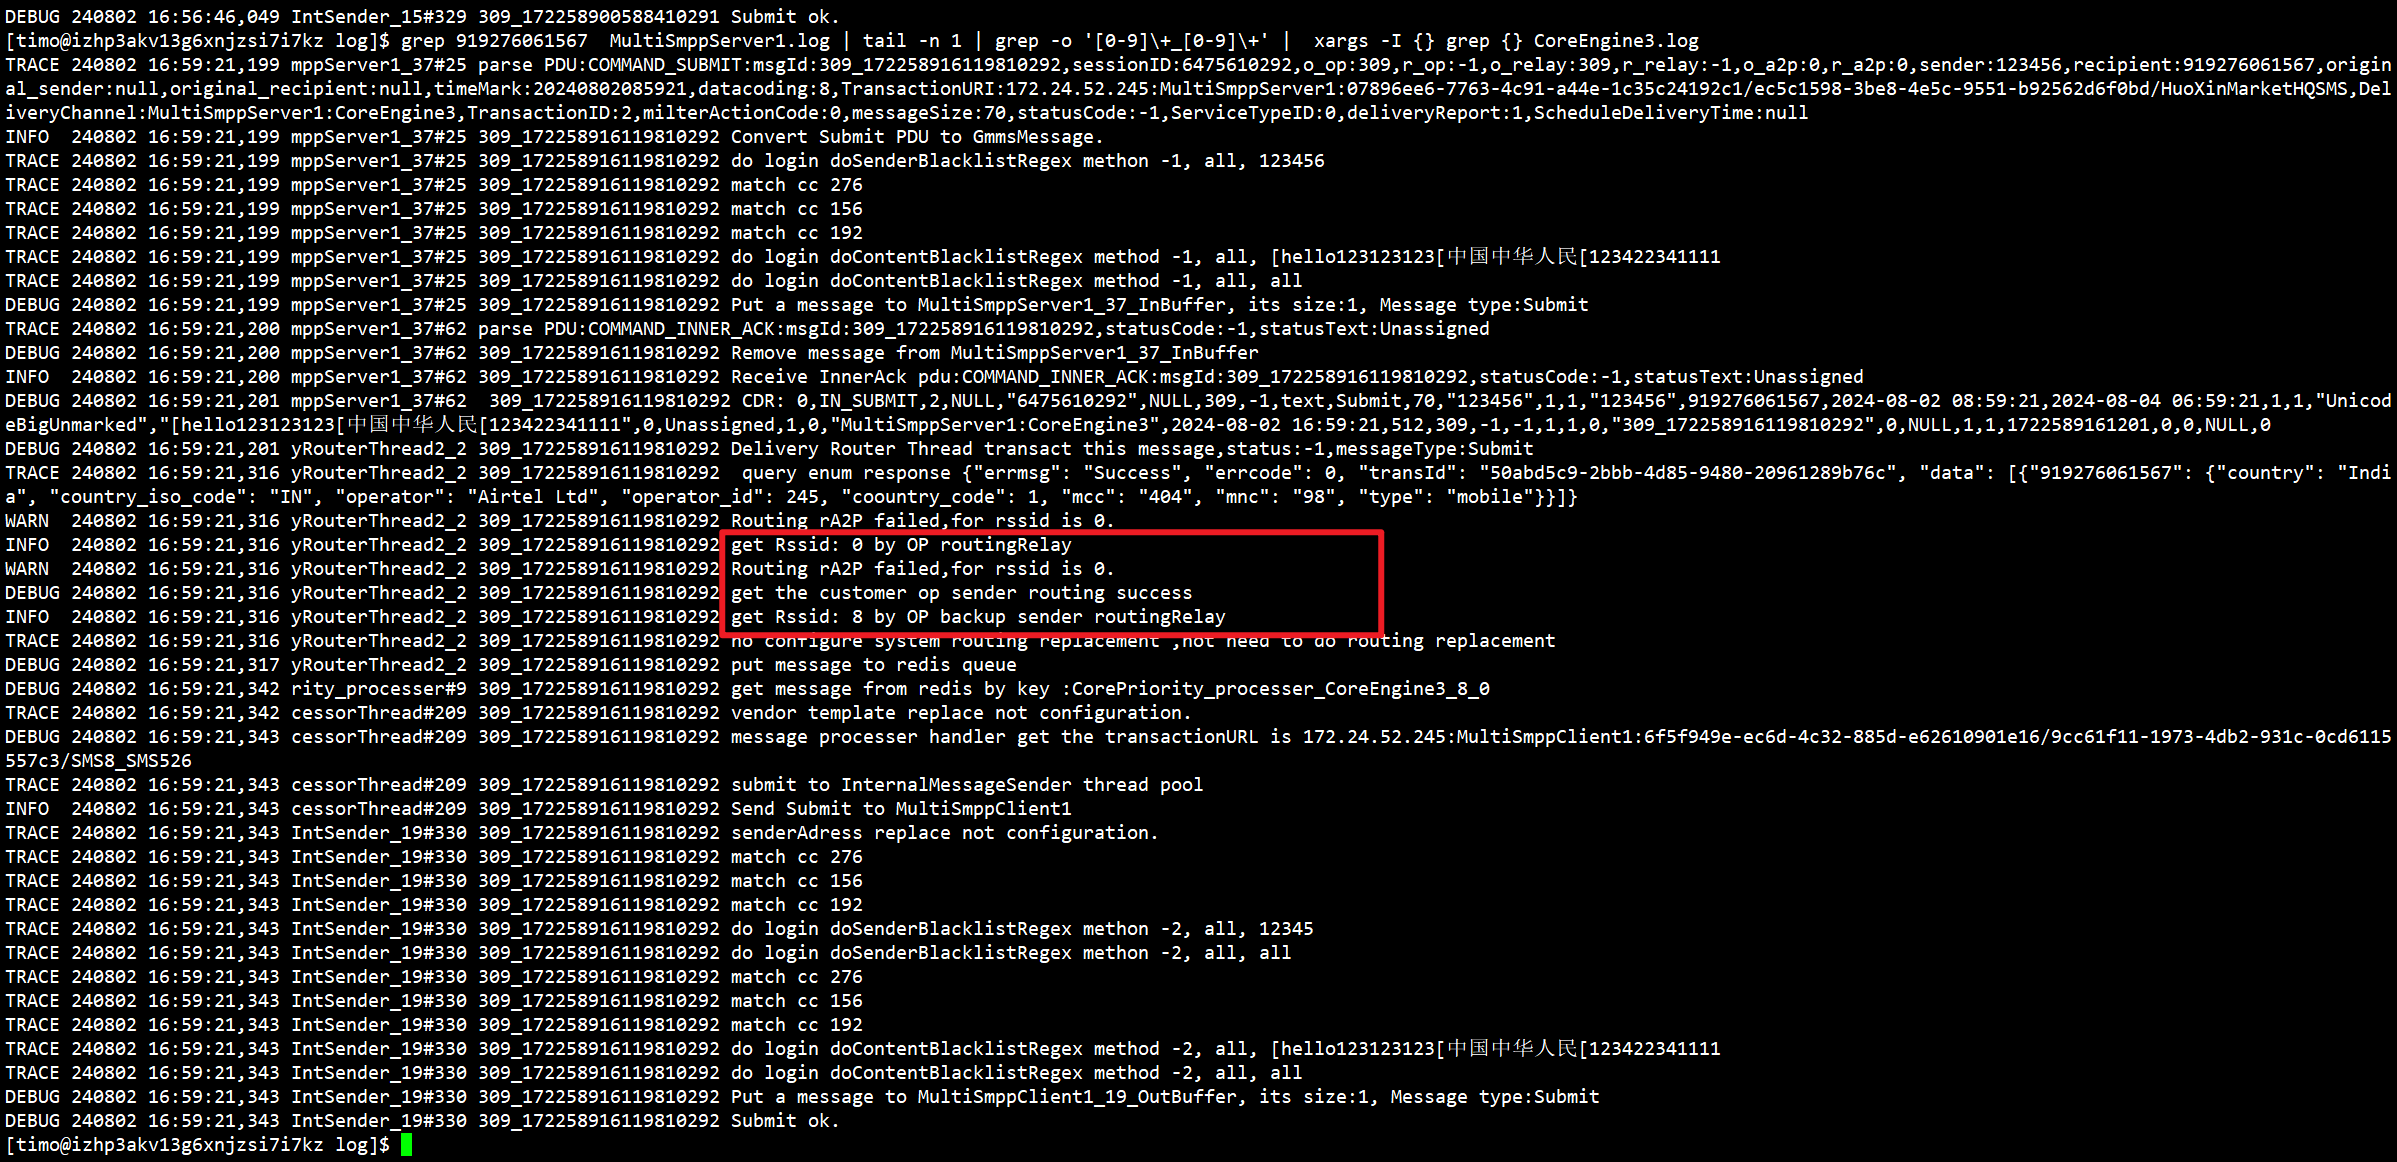 DEBUG 240802 16:56:46,049 IntSender_15#329 309_172258900588410291 Submit ok.
[timo@izhp3akv13g6xnjzsi7i7kz log]$ grep 919276061567  MultiSmppServer1.log | tail -n 1 | grep -o '[0-9]\+_[0-9]\+' |  xargs -I {} grep {} CoreEngine3.log
TRACE 240802 16:59:21,199 mppServer1_37#25 parse PDU:COMMAND_SUBMIT:msgId:309_172258916119810292,sessionID:6475610292,o_op:309,r_op:-1,o_relay:309,r_relay:-1,o_a2p:0,r_a2p:0,sender:123456,recipient:919276061567,origin
al_sender:null,original_recipient:null,timeMark:20240802085921,datacoding:8,TransactionURI:172.24.52.245:MultiSmppServer1:07896ee6-7763-4c91-a44e-1c35c24192c1/ec5c1598-3be8-4e5c-9551-b92562d6f0bd/HuoXinMarketHQSMS,Del
iveryChannel:MultiSmppServer1:CoreEngine3,TransactionID:2,milterActionCode:0,messageSize:70,statusCode:-1,ServiceTypeID:0,deliveryReport:1,ScheduleDeliveryTime:null
INFO  240802 16:59:21,199 mppServer1_37#25 309_172258916119810292 Convert Submit PDU to GmmsMessage.
TRACE 240802 16:59:21,199 mppServer1_37#25 309_172258916119810292 do login doSenderBlacklistRegex methon -1, all, 123456
TRACE 240802 16:59:21,199 mppServer1_37#25 309_172258916119810292 match cc 276
TRACE 240802 16:59:21,199 mppServer1_37#25 309_172258916119810292 match cc 156
TRACE 240802 16:59:21,199 mppServer1_37#25 309_172258916119810292 match cc 192
TRACE 240802 16:59:21,199 mppServer1_37#25 309_172258916119810292 do login doContentBlacklistRegex method -1, all, [hello123123123[中国中华人民[123422341111
TRACE 240802 16:59:21,199 mppServer1_37#25 309_172258916119810292 do login doContentBlacklistRegex method -1, all, all
DEBUG 240802 16:59:21,199 mppServer1_37#25 309_172258916119810292 Put a message to MultiSmppServer1_37_InBuffer, its size:1, Message type:Submit
TRACE 240802 16:59:21,200 mppServer1_37#62 parse PDU:COMMAND_INNER_ACK:msgId:309_172258916119810292,statusCode:-1,statusText:Unassigned
DEBUG 240802 16:59:21,200 mppServer1_37#62 309_172258916119810292 Remove message from MultiSmppServer1_37_InBuffer
INFO  240802 16:59:21,200 mppServer1_37#62 309_172258916119810292 Receive InnerAck pdu:COMMAND_INNER_ACK:msgId:309_172258916119810292,statusCode:-1,statusText:Unassigned
DEBUG 240802 16:59:21,201 mppServer1_37#62  309_172258916119810292 CDR: 0,IN_SUBMIT,2,NULL,"6475610292",NULL,309,-1,text,Submit,70,"123456",1,1,"123456",919276061567,2024-08-02 08:59:21,2024-08-04 06:59:21,1,1,"Unicod
eBigUnmarked","[hello123123123[中国中华人民[123422341111",0,Unassigned,1,0,"MultiSmppServer1:CoreEngine3",2024-08-02 16:59:21,512,309,-1,-1,1,1,0,"309_172258916119810292",0,NULL,1,1,1722589161201,0,0,NULL,0
DEBUG 240802 16:59:21,201 yRouterThread2_2 309_172258916119810292 Delivery Router Thread transact this message,status:-1,messageType:Submit
TRACE 240802 16:59:21,316 yRouterThread2_2 309_172258916119810292  query enum response {"errmsg": "Success", "errcode": 0, "transId": "50abd5c9-2bbb-4d85-9480-20961289b76c", "data": [{"919276061567": {"country": "Indi
a", "country_iso_code": "IN", "operator": "Airtel Ltd", "operator_id": 245, "coountry_code": 1, "mcc": "404", "mnc": "98", "type": "mobile"}}]}
WARN  240802 16:59:21,316 yRouterThread2_2 309_172258916119810292 Routing rA2P failed,for rssid is 0.
INFO  240802 16:59:21,316 yRouterThread2_2 309_172258916119810292 get Rssid: 0 by OP routingRelay
WARN  240802 16:59:21,316 yRouterThread2_2 309_172258916119810292 Routing rA2P failed,for rssid is 0.
DEBUG 240802 16:59:21,316 yRouterThread2_2 309_172258916119810292 get the customer op sender routing success
INFO  240802 16:59:21,316 yRouterThread2_2 309_172258916119810292 get Rssid: 8 by OP backup sender routingRelay
TRACE 240802 16:59:21,316 yRouterThread2_2 309_172258916119810292 no configure system routing replacement ,not need to do routing replacement
DEBUG 240802 16:59:21,317 yRouterThread2_2 309_172258916119810292 put message to redis queue
DEBUG 240802 16:59:21,342 rity_processer#9 309_172258916119810292 get message from redis by key :CorePriority_processer_CoreEngine3_8_0
TRACE 240802 16:59:21,342 cessorThread#209 309_172258916119810292 vendor template replace not configuration.
DEBUG 240802 16:59:21,343 cessorThread#209 309_172258916119810292 message processer handler get the transactionURL is 172.24.52.245:MultiSmppClient1:6f5f949e-ec6d-4c32-885d-e62610901e16/9cc61f11-1973-4db2-931c-0cd6115
557c3/SMS8_SMS526
TRACE 240802 16:59:21,343 cessorThread#209 309_172258916119810292 submit to InternalMessageSender thread pool
INFO  240802 16:59:21,343 cessorThread#209 309_172258916119810292 Send Submit to MultiSmppClient1
TRACE 240802 16:59:21,343 IntSender_19#330 309_172258916119810292 senderAdress replace not configuration.
TRACE 240802 16:59:21,343 IntSender_19#330 309_172258916119810292 match cc 276
TRACE 240802 16:59:21,343 IntSender_19#330 309_172258916119810292 match cc 156
TRACE 240802 16:59:21,343 IntSender_19#330 309_172258916119810292 match cc 192
TRACE 240802 16:59:21,343 IntSender_19#330 309_172258916119810292 do login doSenderBlacklistRegex methon -2, all, 12345
TRACE 240802 16:59:21,343 IntSender_19#330 309_172258916119810292 do login doSenderBlacklistRegex methon -2, all, all
TRACE 240802 16:59:21,343 IntSender_19#330 309_172258916119810292 match cc 276
TRACE 240802 16:59:21,343 IntSender_19#330 309_172258916119810292 match cc 156
TRACE 240802 16:59:21,343 IntSender_19#330 309_172258916119810292 match cc 192
TRACE 240802 16:59:21,343 IntSender_19#330 309_172258916119810292 do login doContentBlacklistRegex method -2, all, [hello123123123[中国中华人民[123422341111
TRACE 240802 16:59:21,343 IntSender_19#330 309_172258916119810292 do login doContentBlacklistRegex method -2, all, all
DEBUG 240802 16:59:21,343 IntSender_19#330 309_172258916119810292 Put a message to MultiSmppClient1_19_OutBuffer, its size:1, Message type:Submit
DEBUG 240802 16:59:21,343 IntSender_19#330 309_172258916119810292 Submit ok.
[timo@izhp3akv13g6xnjzsi7i7kz log]$